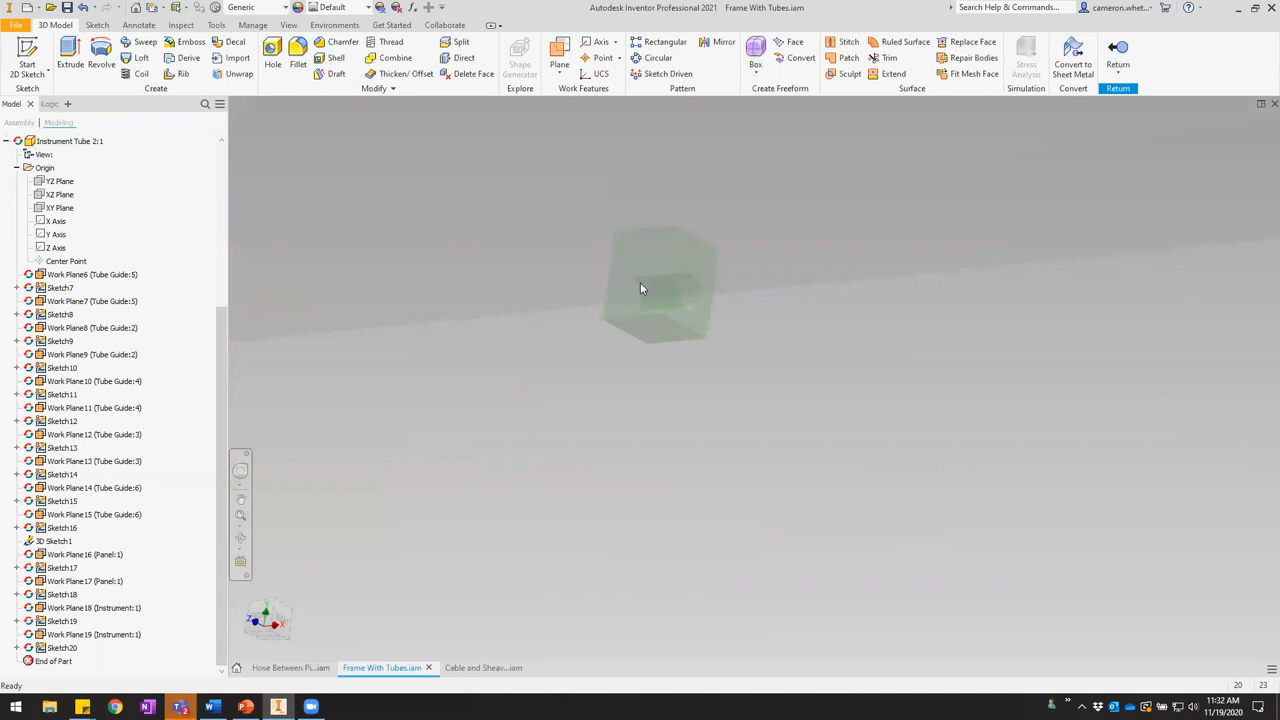 Generic
Default
Autodesk Inventor Professional 2021 Frame With Tubes.iam
Search Help & Commands...
cameron.whet...
File 3D Model Sketch Annotate Inspect Tools Manage View Environments Get Started Collaborate
Sweep Emboss Decal Chamfer Thread Split Axis Rectangular Mirror Face Stitch Ruled Surface Replace Face
Start 2D Sketch Extrude Revolve Loft Derive Import Hole Fillet Shell Combine Direct Shape Generator Plane Point Circular Box Convert Patch Trim Repair Bodies Stress Analysis Convert to Sheet Metal Return
Coil Rib Unwrap Draft Thicken/ Offset Delete Face UCS Sketch Driven Sculpt Extend Fit Mesh Face
Sketch Create Modify Explore Work Features Pattern Create Freeform Surface Simulation Convert Return
Model iLogic
Assembly Modeling
Instrument Tube 2:1
View:
Origin
YZ Plane
XZ Plane
XY Plane
X Axis
Y Axis
Z Axis
Center Point
Work Plane6 (Tube Guide:5)
Sketch7
Work Plane7 (Tube Guide:5)
Sketch8
Work Plane8 (Tube Guide:2)
Sketch9
Work Plane9 (Tube Guide:2)
Sketch10
Work Plane10 (Tube Guide:4)
Sketch11
Work Plane11 (Tube Guide:4)
Sketch12
Work Plane12 (Tube Guide:3)
Sketch13
Work Plane13 (Tube Guide:3)
Sketch14
Work Plane14 (Tube Guide:6)
Sketch15
Work Plane15 (Tube Guide:6)
Sketch16
3D Sketch1
Work Plane16 (Panel:1)
Sketch17
Work Plane17 (Panel:1)
Sketch18
Work Plane18 (Instrument:1)
Sketch19
Work Plane19 (Instrument:1)
Sketch20
End of Part
Y
Z X
Hose Between Pi...iam Frame With Tubes.iam Cable and Sheav...iam
Ready
20 23
11:32 AM
11/19/2020